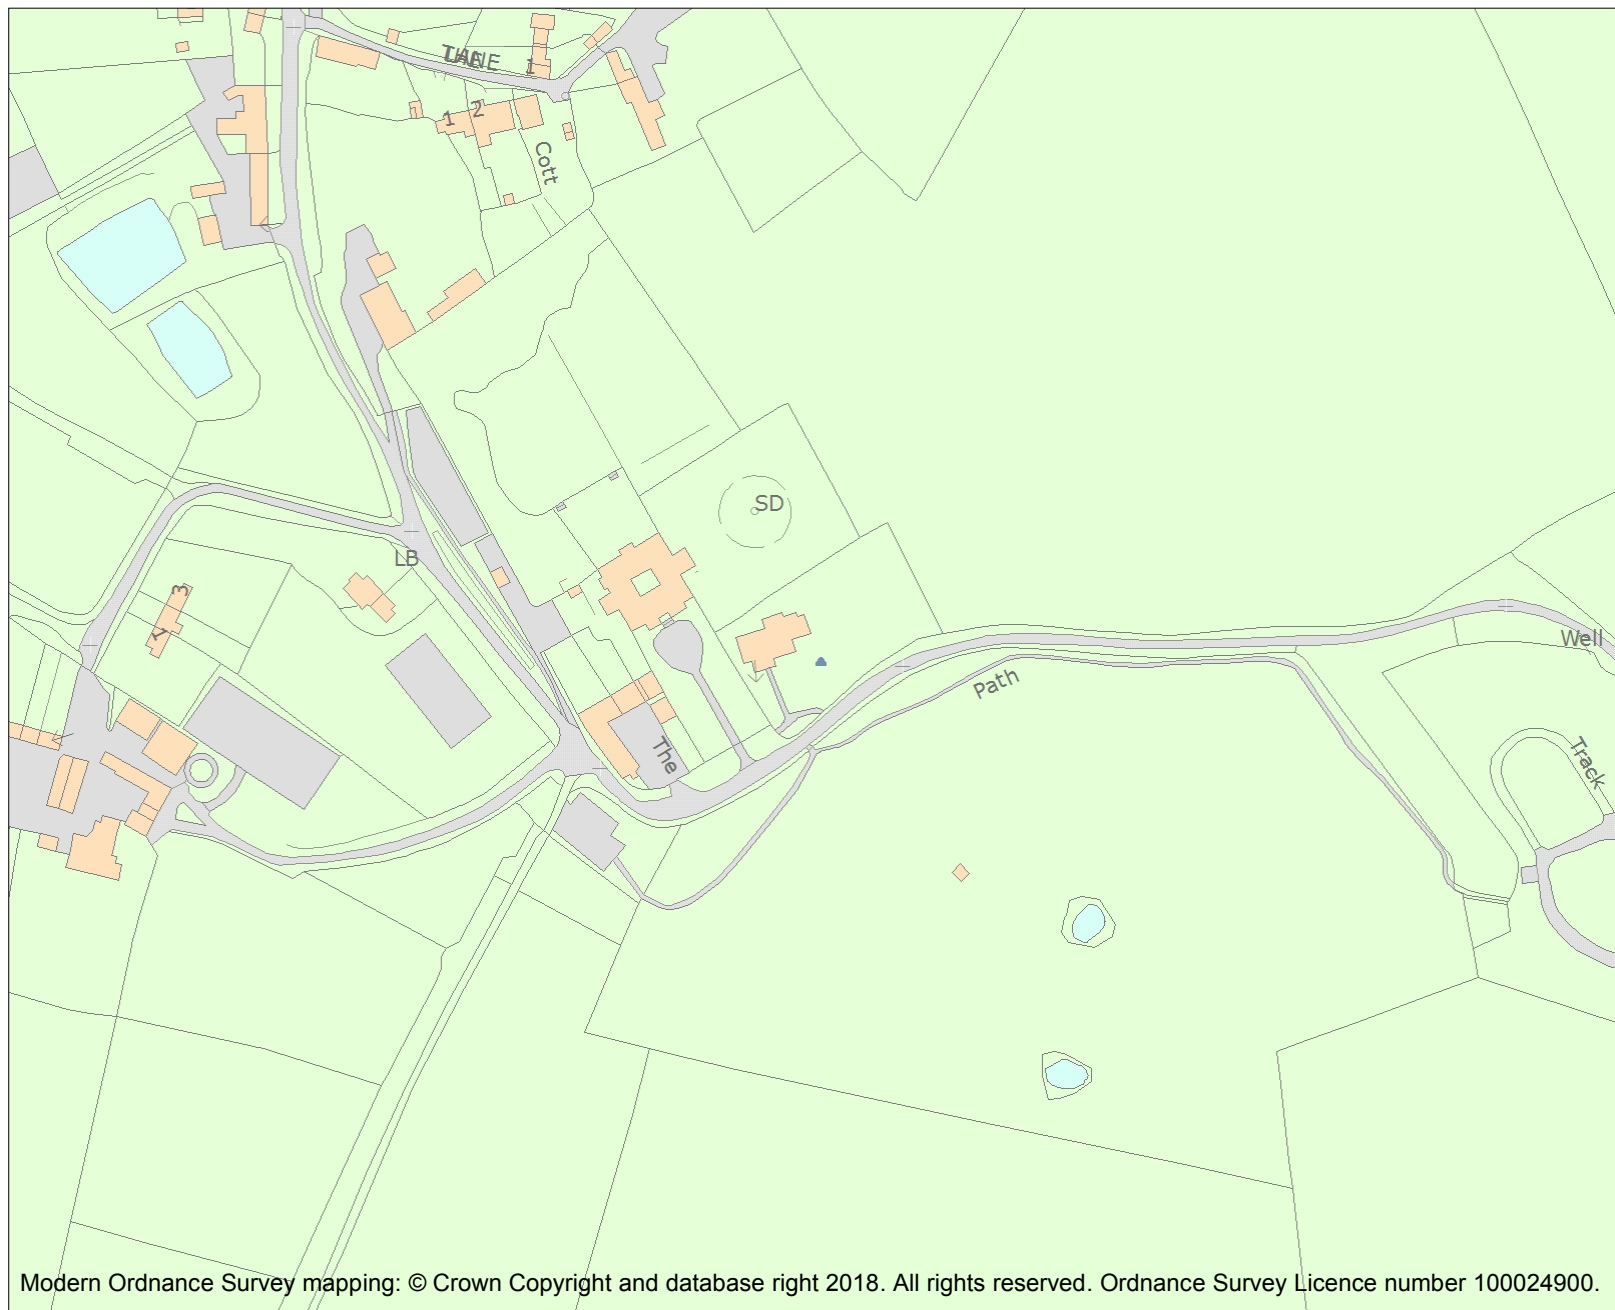 LANE
1
1
2
Cott
SD
LB
3
1
Well
Path
The
Track
Modern Ordnance Survey mapping: © Crown Copyright and database right 2018. All rights reserved. Ordnance Survey Licence number 100024900.